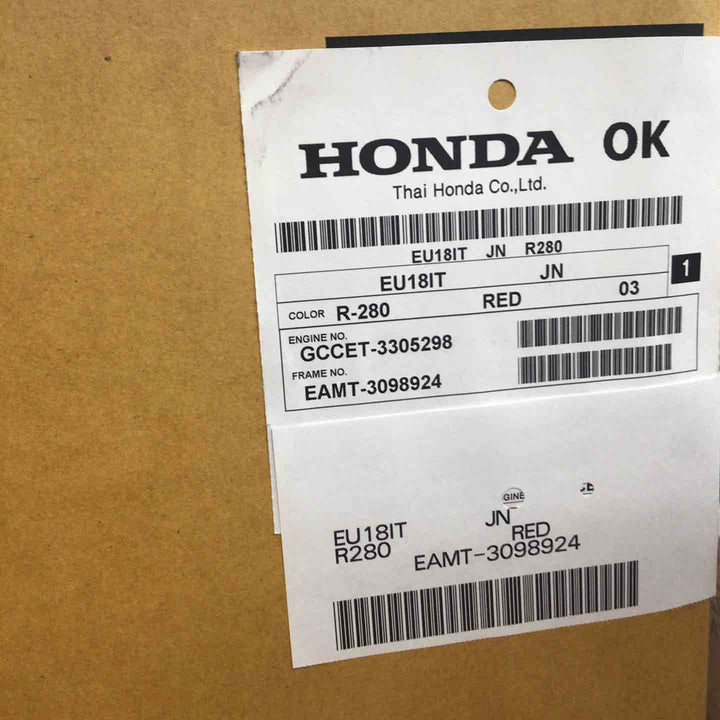 HONDA OK
Thai Honda Co.,Ltd.
EU18IT JN R280
EU18IT JN
1
COLOR R-280 RED 03
ENGINE NO.
GCCET-3305298
FRAME NO.
EAMT-3098924
GINE
EU18IT JN
R280 RED
EAMT-3098924